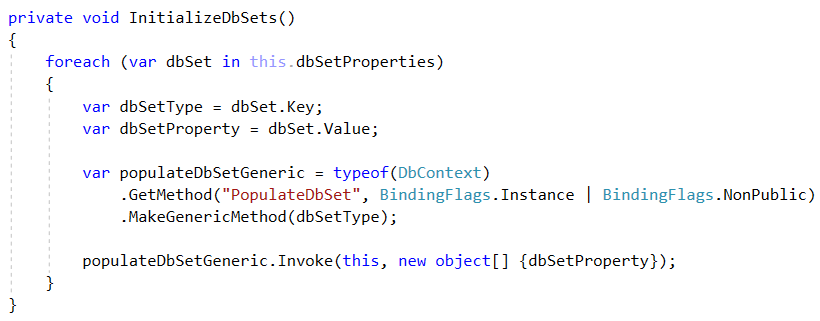 private void InitializeDbSets()
{
    foreach (var dbSet in this.dbSetProperties)
    {
        var dbSetType = dbSet.Key;
        var dbSetProperty = dbSet.Value;

        var populateDbSetGeneric = typeof(DbContext)
            .GetMethod("PopulateDbSet", BindingFlags.Instance | BindingFlags.NonPublic)
            .MakeGenericMethod(dbSetType);

        populateDbSetGeneric.Invoke(this, new object[] {dbSetProperty});
    }
}